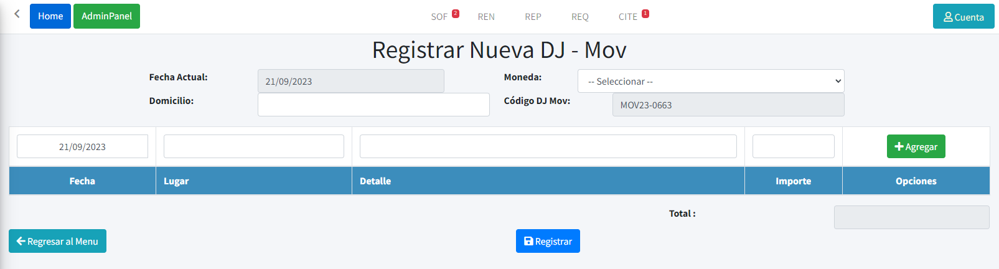 Home AdminPanel SOF 2 REN REP REQ CITE 1 Cuenta
Registrar Nueva DJ - Mov
Fecha Actual: 21/09/2023 Moneda: -- Seleccionar --
Domicilio: Código DJ Mov: MOV23-0663
21/09/2023 Agregar
Fecha Lugar Detalle Importe Opciones
Total :
Regresar al Menu Registrar